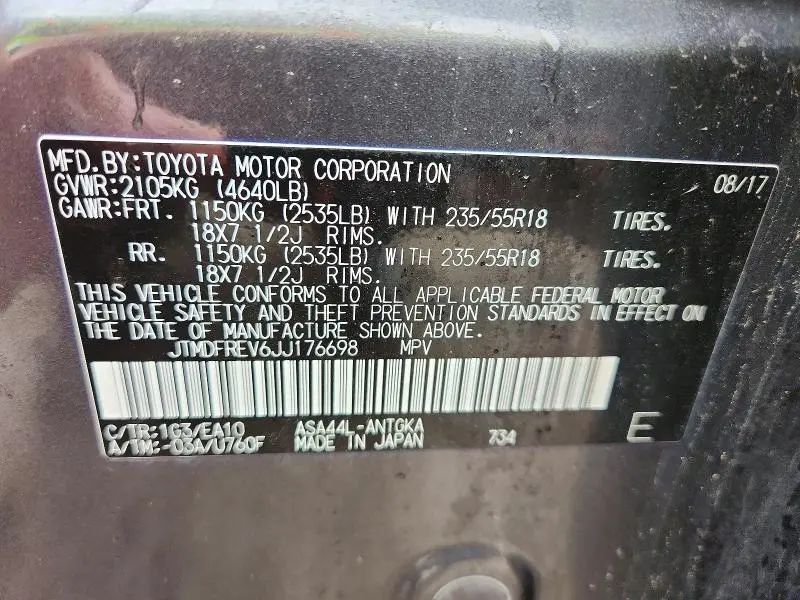 MFD.BY:TOYOTA MOTOR CORPORATION 08/17
GVWR:2105KG (4640LB)
GAWR:FRT. 1150KG (2535LB) WITH 235/55R18 TIRES.
18X7 1/2J RIMS.
RR. 1150KG (2535LB) WITH 235/55R18 TIRES.
18X7 1/2J RIMS.
THIS VEHICLE CONFORMS TO ALL APPLICABLE FEDERAL MOTOR
VEHICLE SAFETY AND THEFT PREVENTION STANDARDS IN EFFECT ON
THE DATE OF MANUFACTURE SHOWN ABOVE.
JTMDFREV6JJ176698 MPV
C/TR:1G3/EA10 ASA44L-ANTGKA
A/TM:-03A/U760F MADE IN JAPAN 734 E